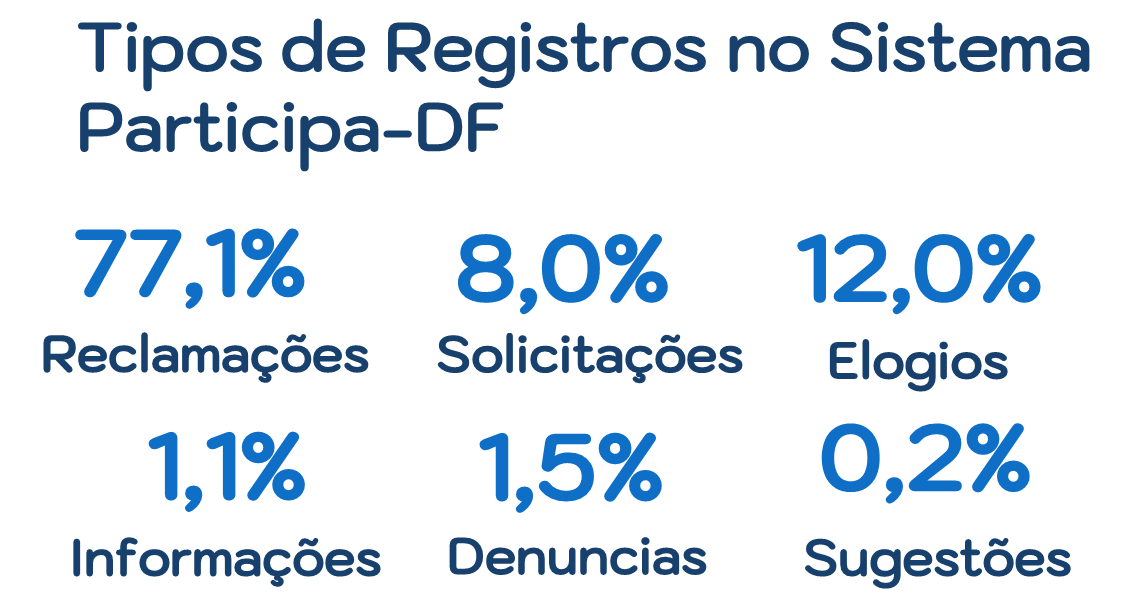 Tipos de Registros no Sistema
Participa-DF
77,1% 8,0% 12,0%
Reclamações Solicitações Elogios
1,1% 1,5% 0,2%
Informações Denuncias Sugestões